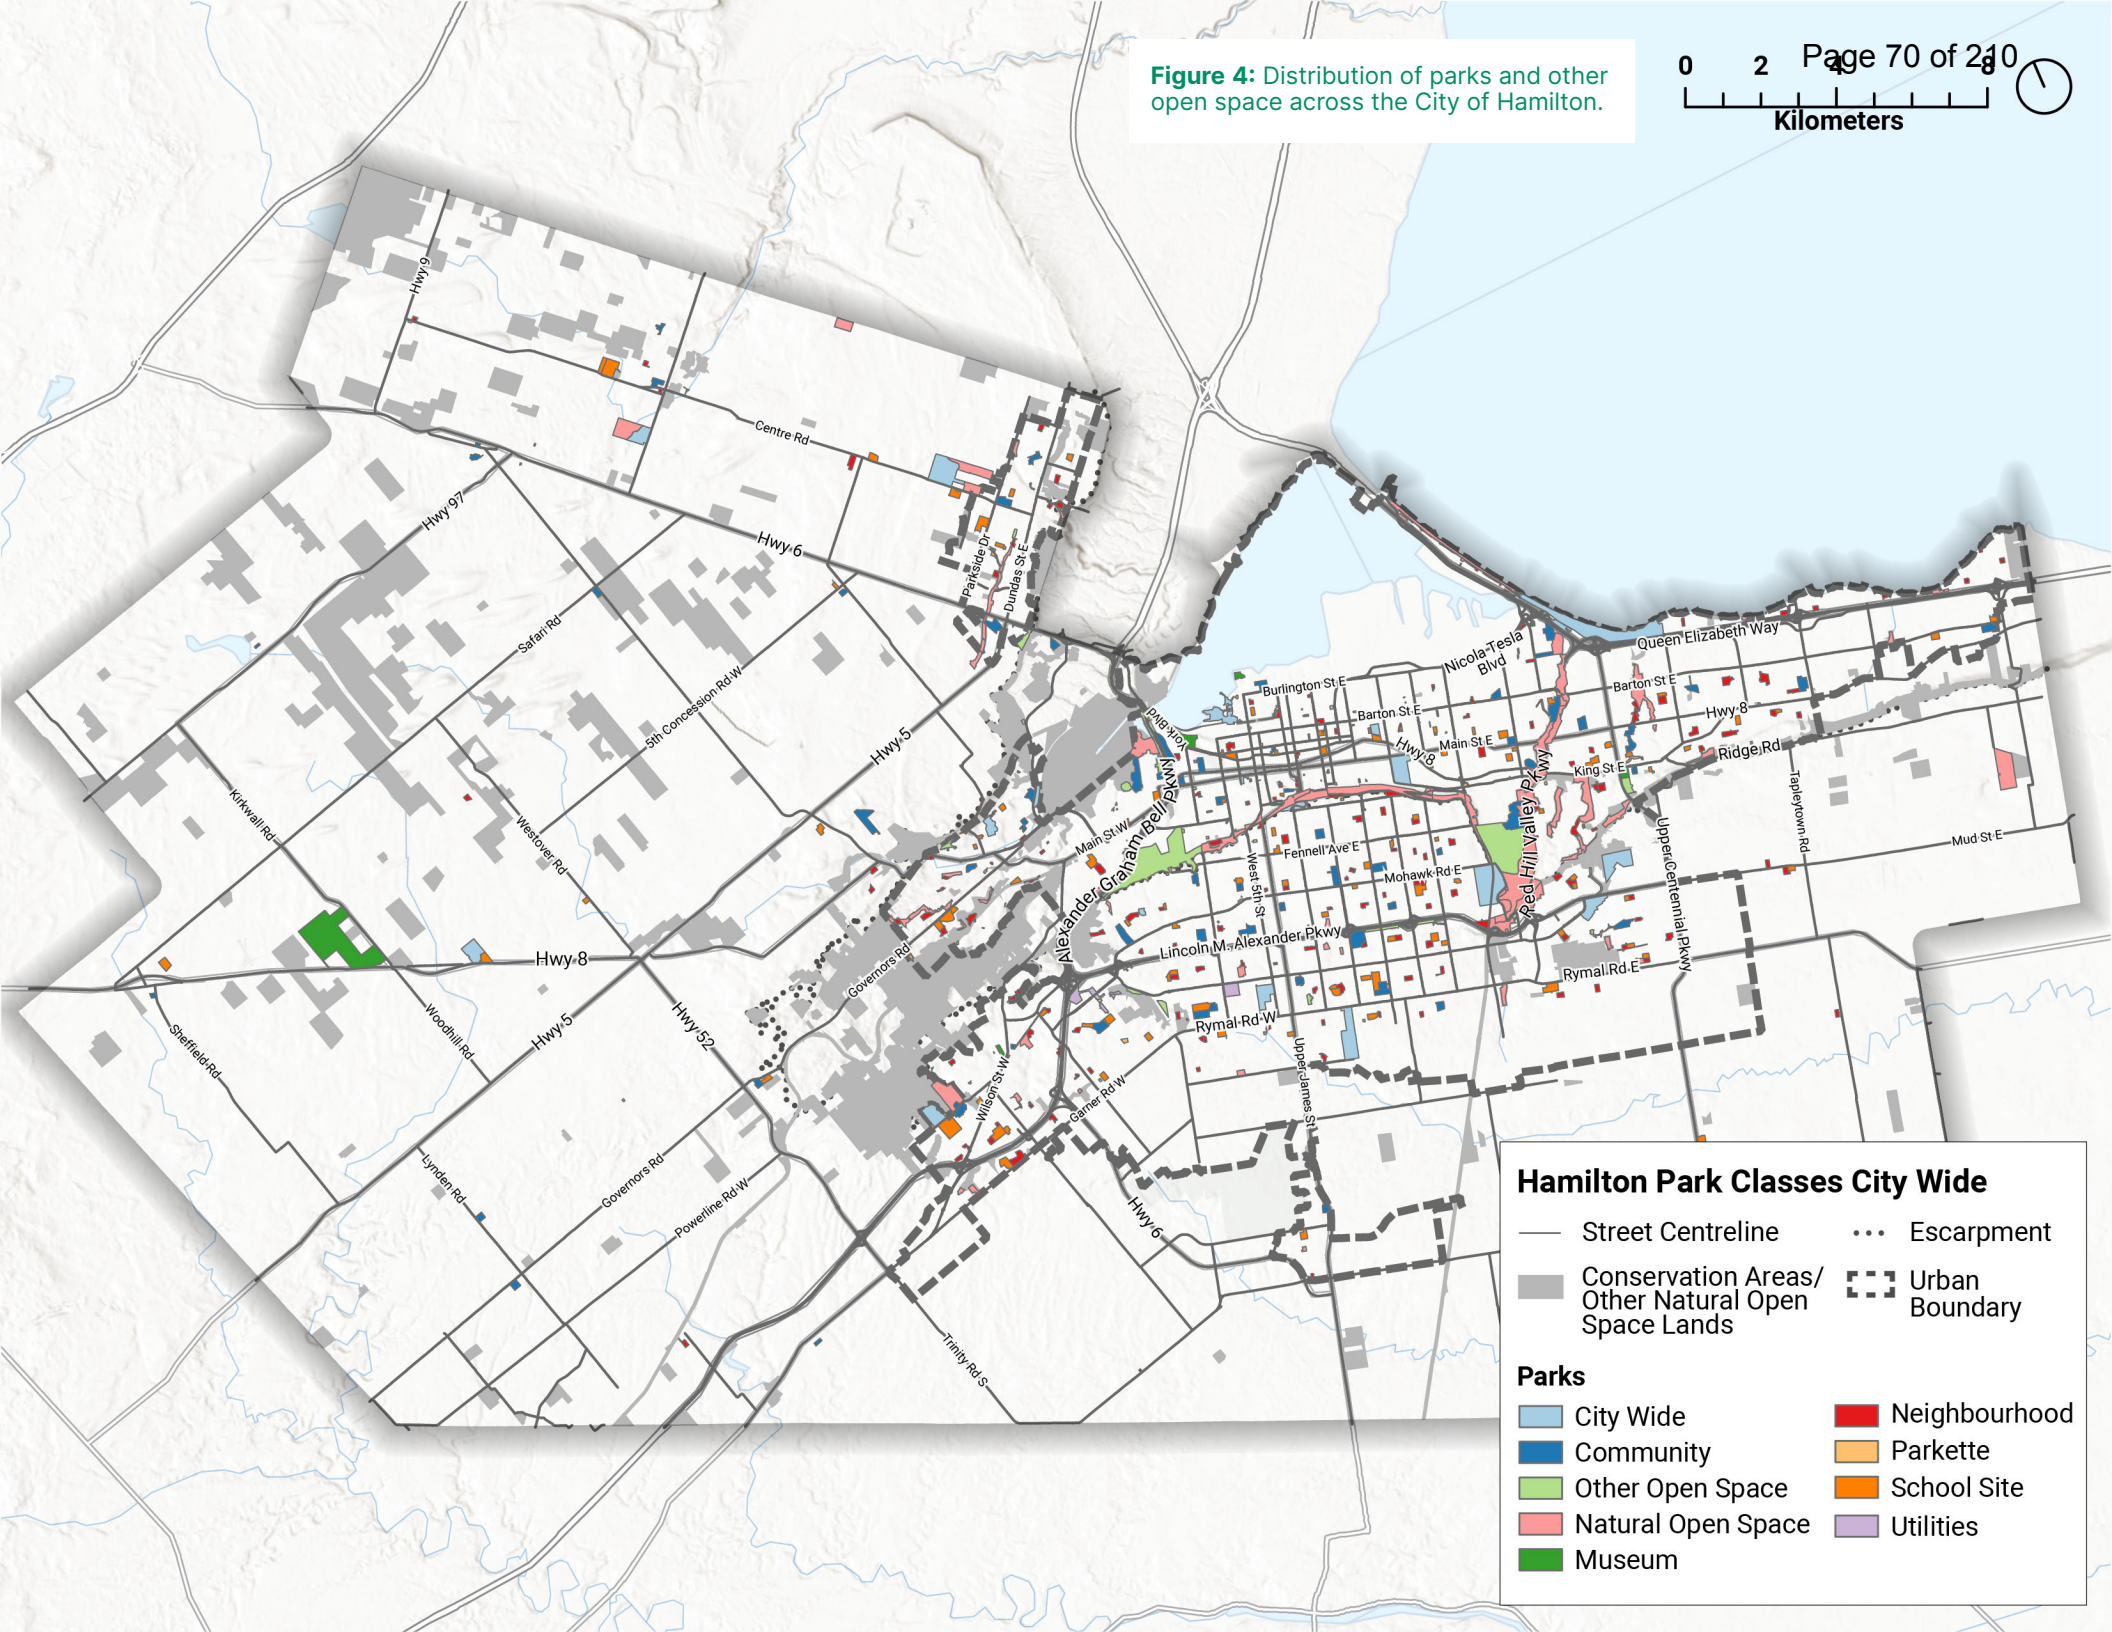 Figure 4: Distribution of parks and other
open space across the City of Hamilton.
Page 70 of 210
0 2 4 8
Kilometers
Hwy 9
Centre Rd
Hwy 97
Hwy 6
Parkside Dr
Dundas St E
Safari Rd
5th Concession Rd W
Hwy 5
Nicola Tesla
Blvd
Queen Elizabeth Way
Burlington St E
Barton St E
Barton St E
York Blvd
Hwy 8
Main St E
Hwy 8
Ridge Rd
King St E
Kirkwall Rd
Westover Rd
Main St W
Alexander Graham Bell Pkwy
Red Hill Valley Pkwy
Tapleytown Rd
Mud St E
Fennell Ave E
West 5th St
Mohawk Rd E
Upper Centennial Pkwy
Lincoln M. Alexander Pkwy
Hwy 8
Governors Rd
Rymal Rd E
Rymal Rd W
Sheffield Rd
Woodhill Rd
Hwy 5
Hwy 52
Upper James St
Wilson St W
Garner Rd W
Lynden Rd
Governors Rd
Powerline Rd W
Hwy 6
Trinity Rd S
Hamilton Park Classes City Wide
Street Centreline
Escarpment
Conservation Areas/
Other Natural Open
Space Lands
Urban
Boundary
Parks
City Wide
Community
Other Open Space
Natural Open Space
Museum
Neighbourhood
Parkette
School Site
Utilities